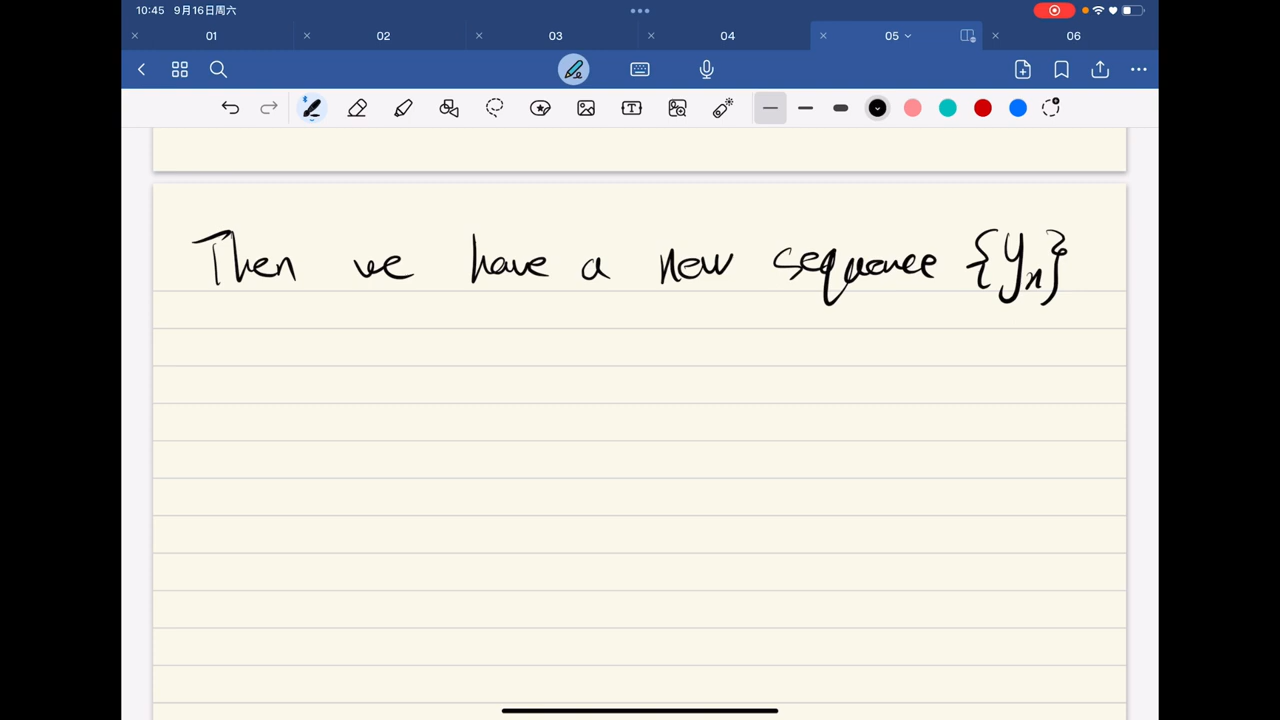 10:45 9月16日周六
01 02 03 04 05 06
Then we have a new sequence {yn}